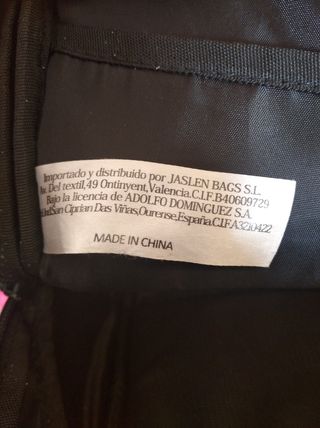 Importado y distribuido por JASLEN BAGS S.L.
Av. Del textil,49 Ontinyent,Valencia.C.I.F.B40609729
Bajo la licencia de ADOLFO DOMINGUEZ S.A.
San Ciprian Das Viñas,Ourense,España.C.I.F.A3210422
MADE IN CHINA